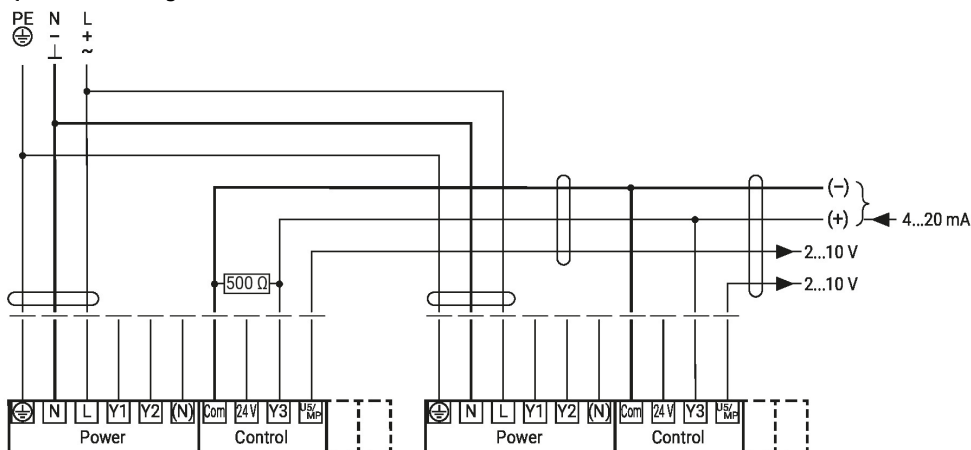 PE N L
- +
⊥ ~
(-)
(+) 4...20 mA
2...10 V
500 Ω 2...10 V
N L Y1 Y2 (N) Com 24 V Y3 U5/MP N L Y1 Y2 (N) Com 24 V Y3 U5/MP
Power Control Power Control